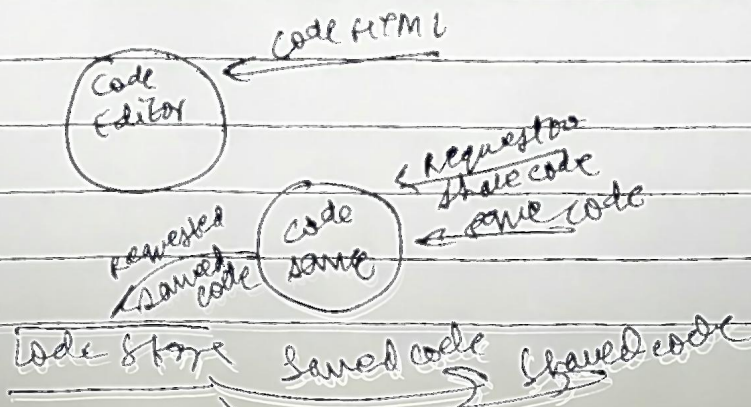 Code HTML
Code
Editor
Request for
share code
save code
Code
save
Requested
saved
code
Code Store
Saved code
Shared code